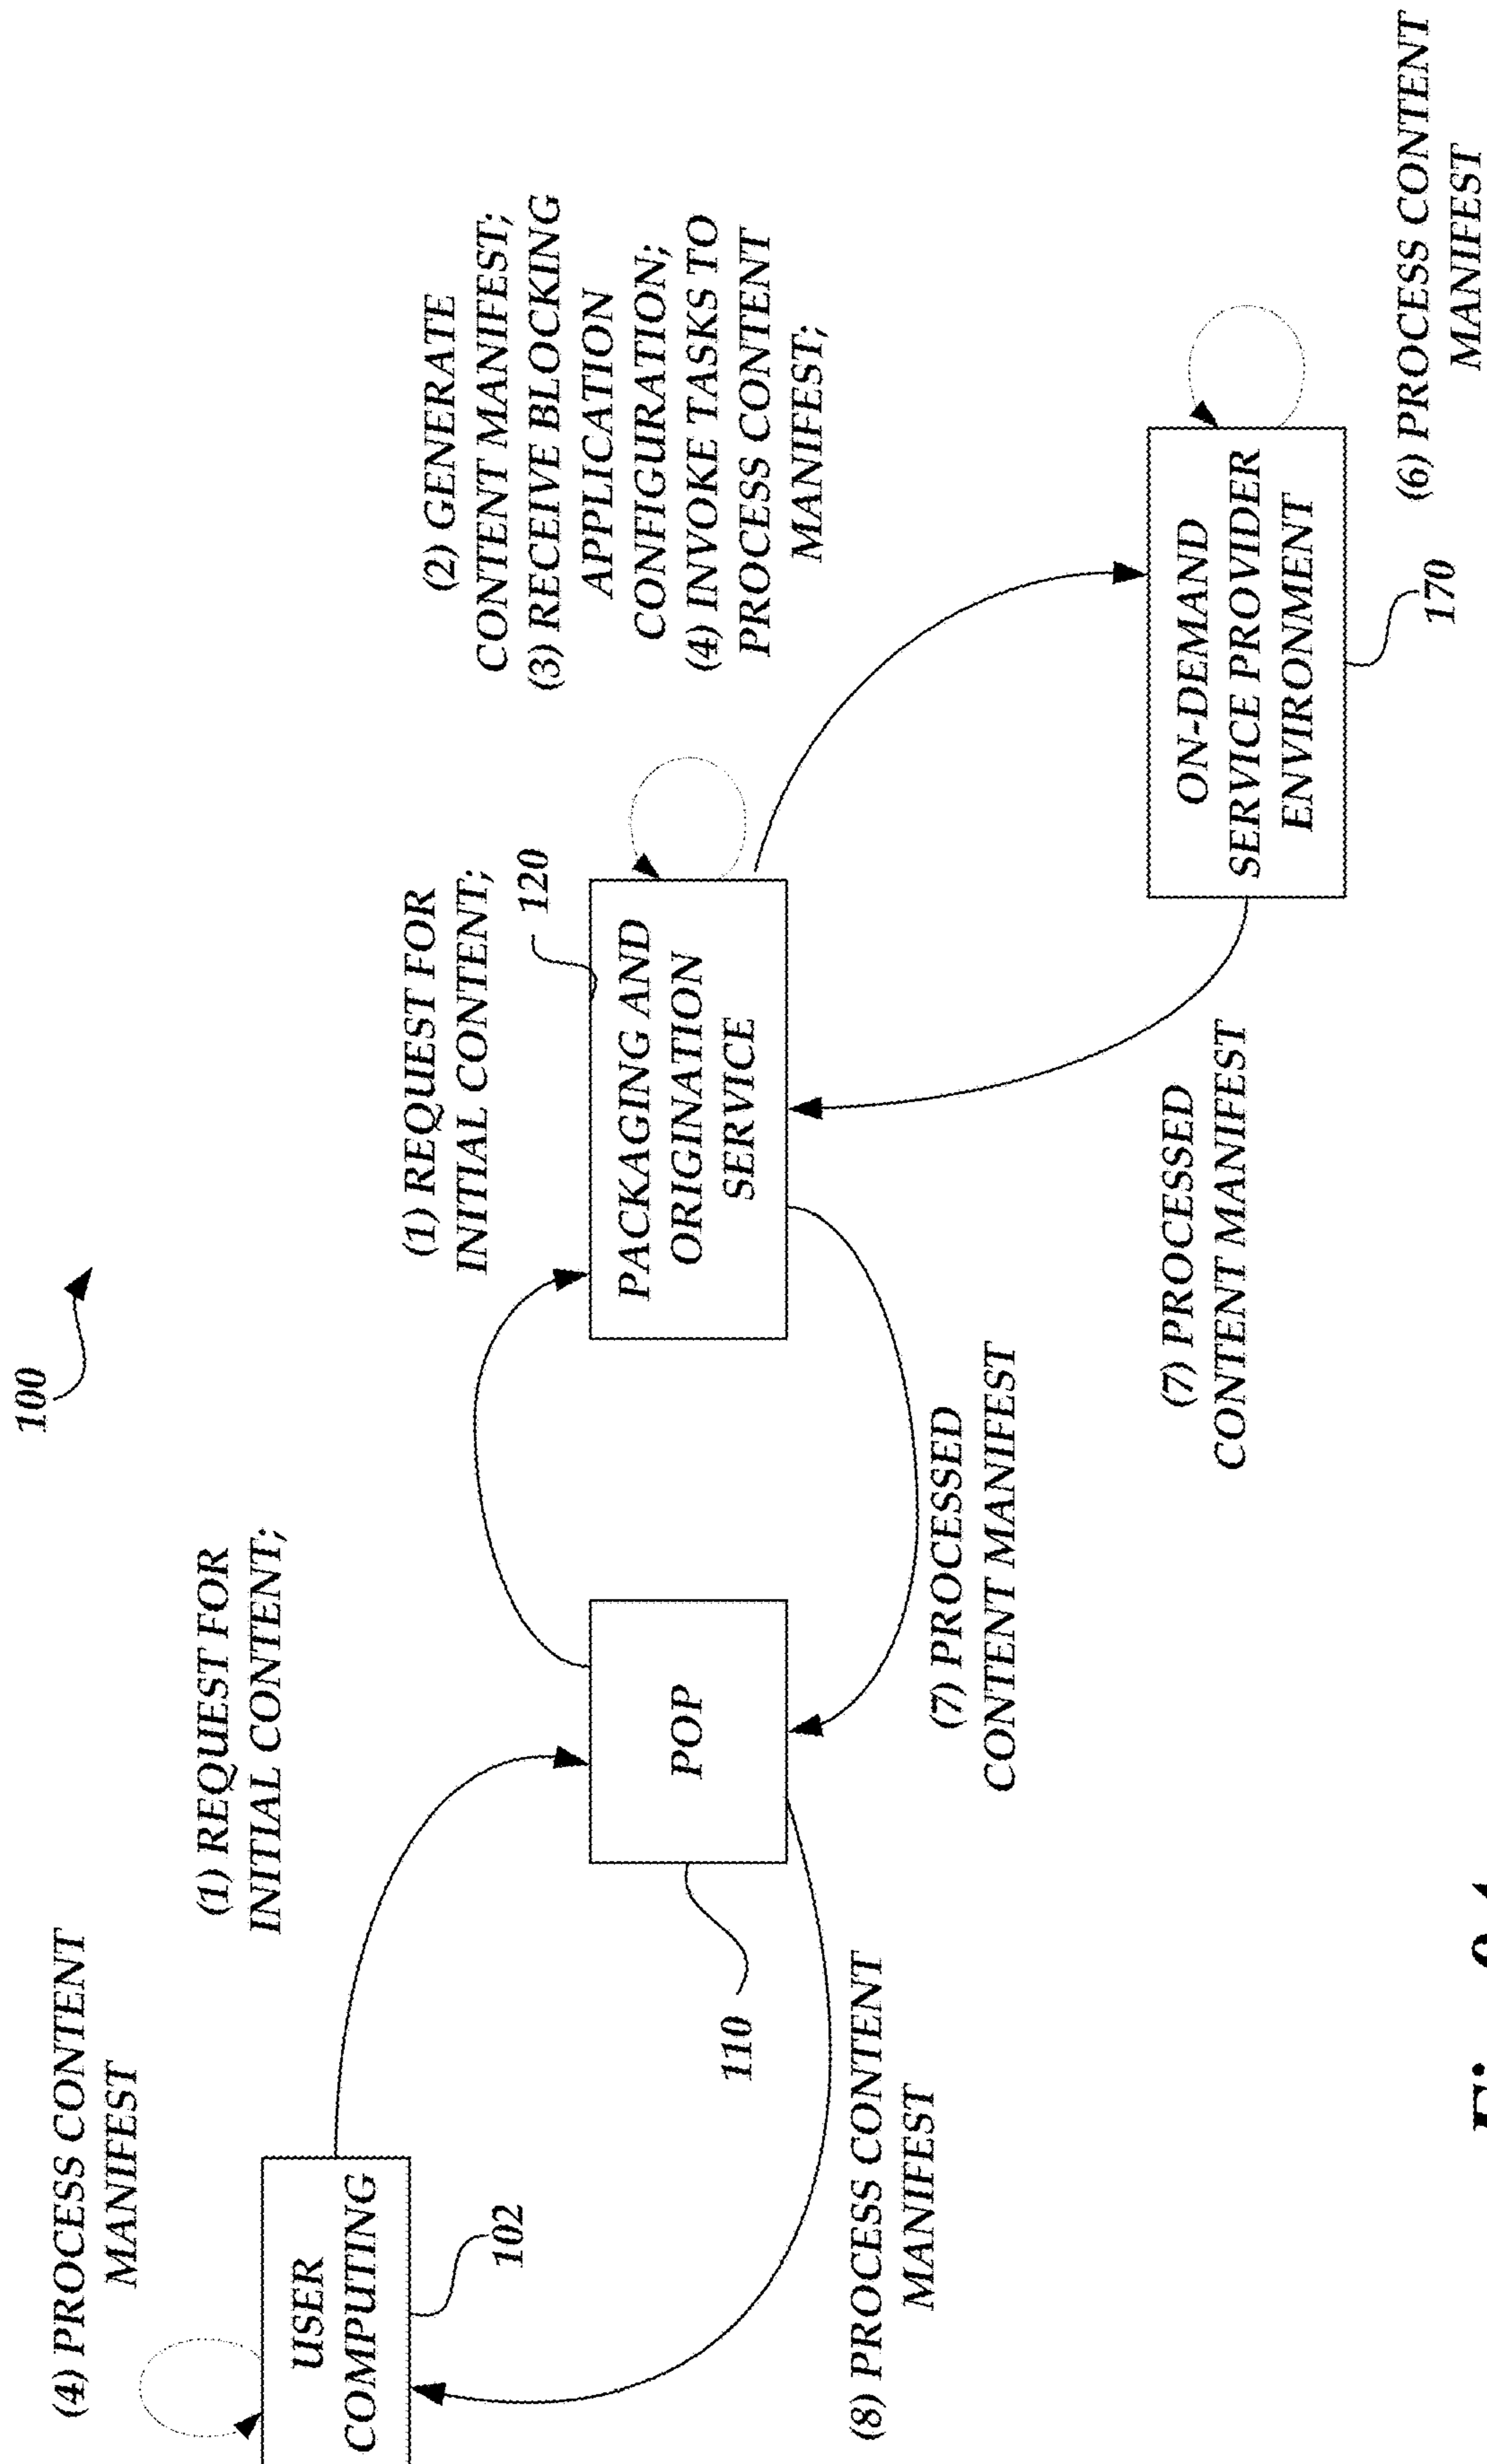 100
(4) PROCESS CONTENT
MANIFEST
(1) REQUEST FOR
INITIAL CONTENT;
(1) REQUEST FOR
INITIAL CONTENT;
(2) GENERATE
CONTENT MANIFEST;
(3) RECEIVE BLOCKING
APPLICATION
CONFIGURATION;
(4) INVOKE TASKS TO
PROCESS CONTENT
MANIFEST;
120
USER
COMPUTING
102
POP
110
PACKAGING AND
ORIGINATION
SERVICE
(8) PROCESS CONTENT
MANIFEST
(7) PROCESSED
CONTENT MANIFEST
(7) PROCESSED
CONTENT MANIFEST
ON-DEMAND
SERVICE PROVIDER
ENVIRONMENT
170
(6) PROCESS CONTENT
MANIFEST